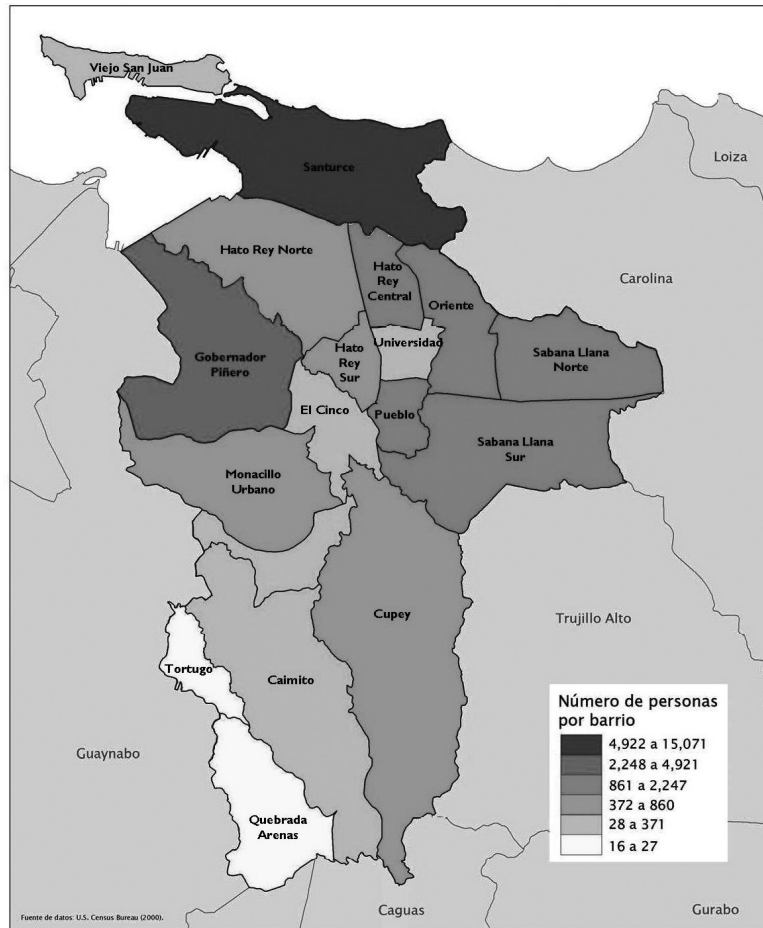 Viejo San Juan
Loiza
Santurce
Hato Rey Norte
Hato
Rey
Central
Carolina
Oriente
Universidad
Hato
Rey
Sur
Gobernador
Piñero
Sabana Llana
Norte
El Cinco
Pueblo
Sabana Llana
Sur
Monacillo
Urbano
Cupey
Trujillo Alto
Tortugo
Caimito
Guaynabo
Quebrada
Arenas
Número de personas
por barrio
4,922 a 15,071
2,248 a 4,921
861 a 2,247
372 a 860
28 a 371
16 a 27
Fuente de datos: U.S. Census Bureau (2000).
Caguas
Gurabo